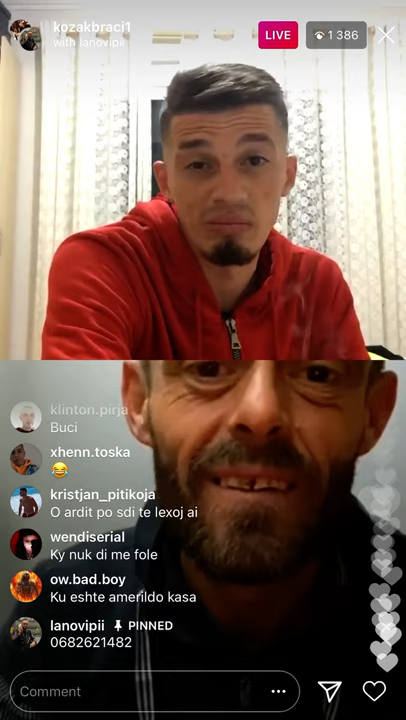 kozakbraci1
with lanovipii
LIVE
1 386
klinton.pirja
Buci
xhenn.toska
😂
kristjan_pitikoja
O ardit po sdi te lexoj ai
wendiserial
Ky nuk di me fole
ow.bad.boy
Ku eshte amerildo kasa
lanovipii PINNED
0682621482
Comment